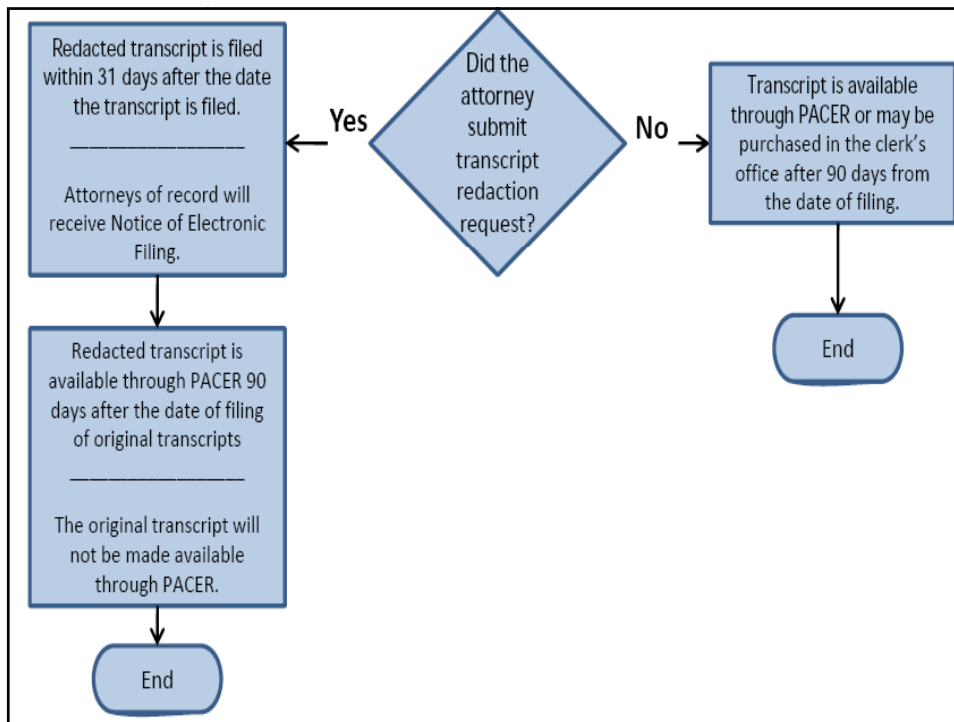 Did the
attorney
submit
transcript
redaction
request?
Yes
Redacted transcript is filed
within 31 days after the date
the transcript is filed.
___________________
Attorneys of record will
receive Notice of Electronic
Filing.
Redacted transcript is
available through PACER 90
days after the date of filing
of original transcripts
___________________
The original transcript will
not be made available
through PACER.
End
No
Transcript is available
through PACER or may be
purchased in the clerk’s
office after 90 days from
the date of filing.
End